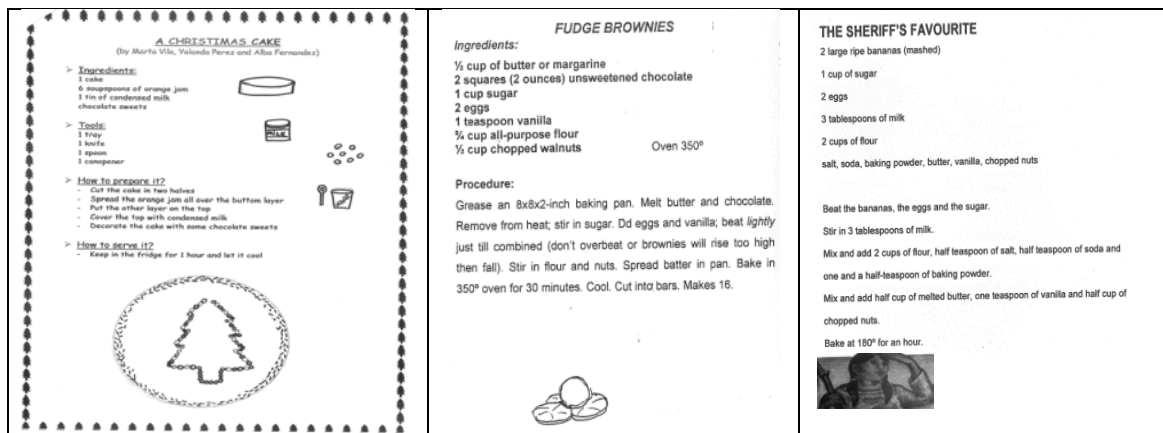 A CHRISTIMAS CAKE
(by Marta Vila, Yolanda Perez and Alba Fernandez)
➢ Ingredients:
1 cake
6 soupspoons of orange jam
1 tin of condensed milk
chocolate sweets
➢ Tools:
1 tray
1 knife
1 spoon
1 canopener
➢ How to prepare it?
- Cut the cake in two halves
- Spread the orange jam all over the buttom layer
- Put the other layer on the top
- Cover the top with condensed milk
- Decorate the cake with some chocolate sweets
➢ How to serve it?
- Keep in the fridge for 1 hour and let it cool
MILK
FUDGE BROWNIES
Ingredients:
½ cup of butter or margarine
2 squares (2 ounces) unsweetened chocolate
1 cup sugar
2 eggs
1 teaspoon vanilla
¾ cup all-purpose flour
½ cup chopped walnuts Oven 350º
Procedure:
Grease an 8x8x2-inch baking pan. Melt butter and chocolate.
Remove from heat; stir in sugar. Dd eggs and vanilla; beat lightly
just till combined (don't overbeat or brownies will rise too high
then fall). Stir in flour and nuts. Spread batter in pan. Bake in
350º oven for 30 minutes. Cool. Cut into bars. Makes 16.
THE SHERIFF'S FAVOURITE
2 large ripe bananas (mashed)
1 cup of sugar
2 eggs
3 tablespoons of milk
2 cups of flour
salt, soda, baking powder, butter, vanilla, chopped nuts
Beat the bananas, the eggs and the sugar.
Stir in 3 tablespoons of milk.
Mix and add 2 cups of flour, half teaspoon of salt, half teaspoon of soda and
one and a half-teaspoon of baking powder.
Mix and add half cup of melted butter, one teaspoon of vanilla and half cup of
chopped nuts.
Bake at 180º for an hour.